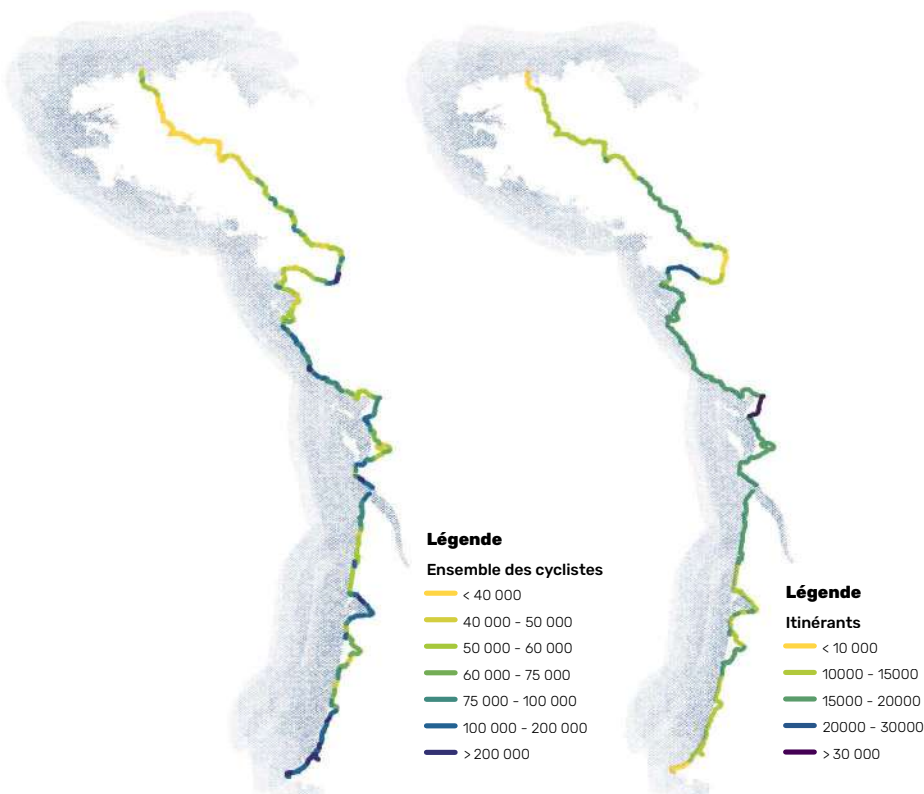 Légende
Ensemble des cyclistes
< 40 000
40 000 - 50 000
50 000 - 60 000
60 000 - 75 000
75 000 - 100 000
100 000 - 200 000
> 200 000
Légende
Itinérants
< 10 000
10000 - 15000
15000 - 20000
20000 - 30000
> 30 000